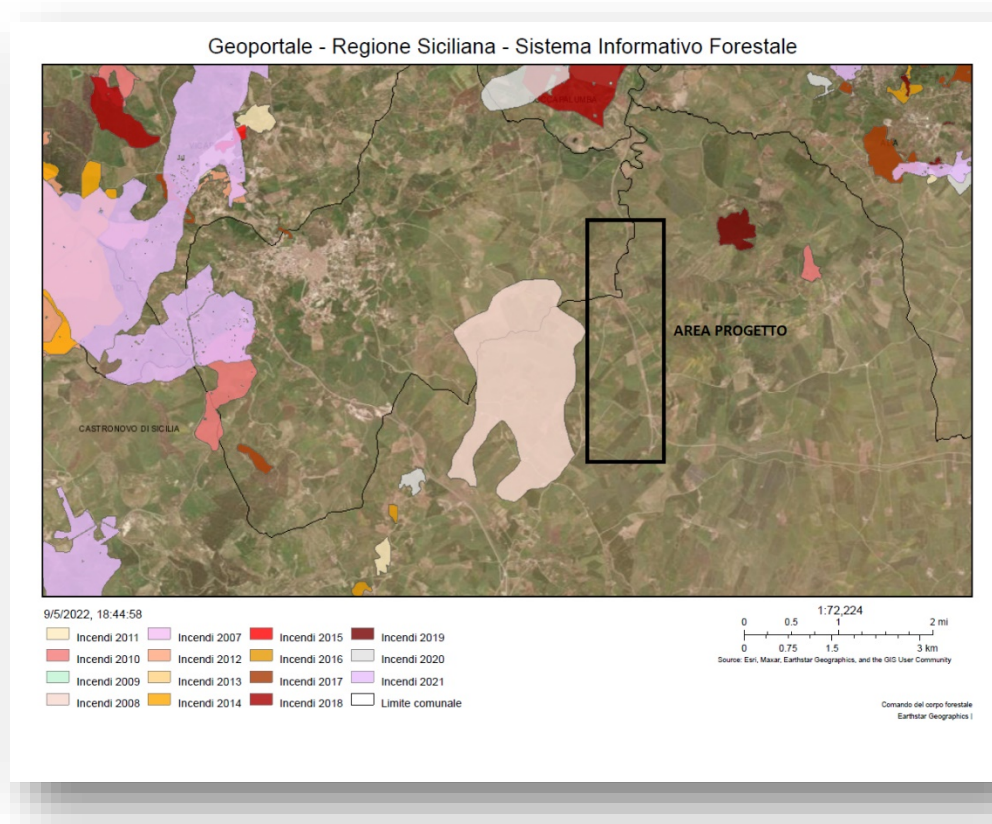 Geoportale - Regione Siciliana - Sistema Informativo Forestale
AREA PROGETTO
CASTRONOVO DI SICILIA
9/5/2022, 18:44:58
Incendi 2011
Incendi 2007
Incendi 2015
Incendi 2019
Incendi 2010
Incendi 2012
Incendi 2016
Incendi 2020
Incendi 2009
Incendi 2013
Incendi 2017
Incendi 2021
Incendi 2008
Incendi 2014
Incendi 2018
Limite comunale
1:72,224
0 0.5 1 2 mi
0 0.75 1.5 3 km
Source: Esri, Maxar, Earthstar Geographics, and the GIS User Community
Comando del corpo forestale
Earthstar Geographics |